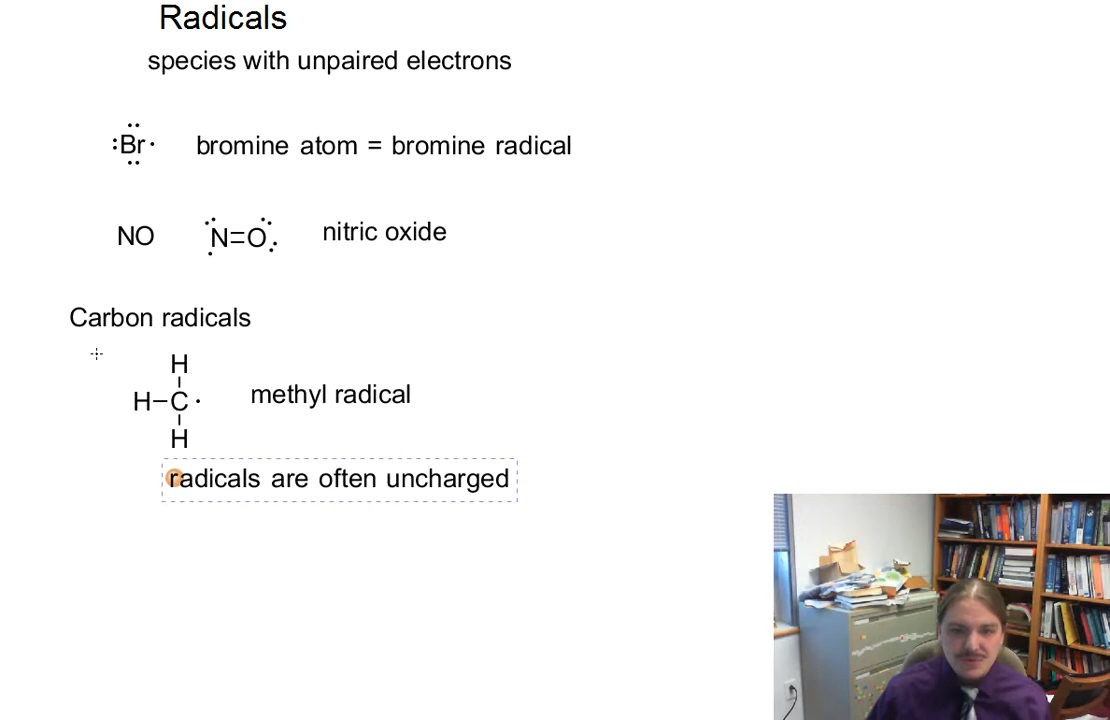 Radicals
species with unpaired electrons
:Br· bromine atom = bromine radical
NO N=O nitric oxide
Carbon radicals
H
H–C· methyl radical
H
radicals are often uncharged